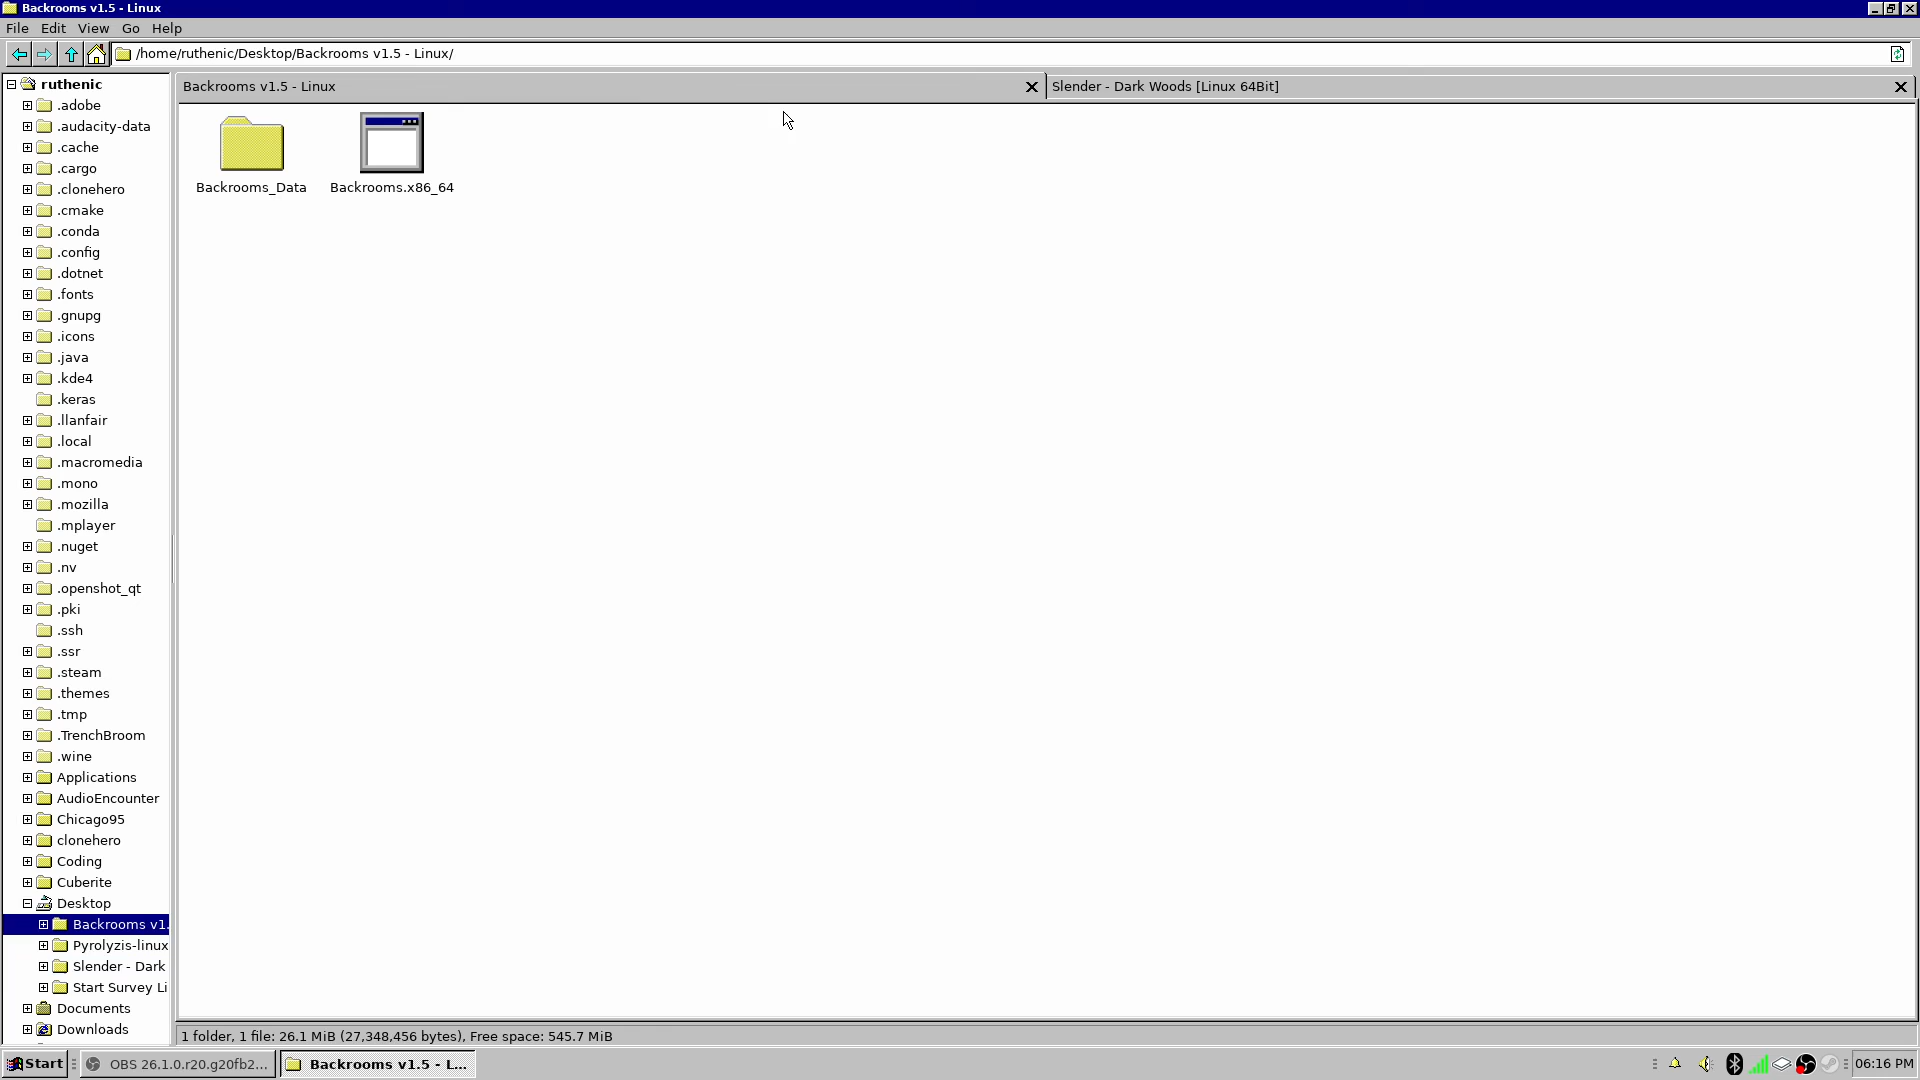 Backrooms v1.5 - Linux
File Edit View Go Help
/home/ruthenic/Desktop/Backrooms v1.5 - Linux/
ruthenic
.adobe
.audacity-data
.cache
.cargo
.clonehero
.cmake
.conda
.config
.dotnet
.fonts
.gnupg
.icons
.java
.kde4
.keras
.llanfair
.local
.macromedia
.mono
.mozilla
.mplayer
.nuget
.nv
.openshot_qt
.pki
.ssh
.ssr
.steam
.themes
.tmp
.TrenchBroom
.wine
Applications
AudioEncounter
Chicago95
clonehero
Coding
Cuberite
Desktop
Backrooms v1.
Pyrolyzis-linux
Slender - Dark
Start Survey Li
Documents
Downloads
Backrooms v1.5 - Linux
Slender - Dark Woods [Linux 64Bit]
Backrooms_Data
Backrooms.x86_64
1 folder, 1 file: 26.1 MiB (27,348,456 bytes), Free space: 545.7 MiB
Start
OBS 26.1.0.r20.g20fb2...
Backrooms v1.5 - L...
06:16 PM